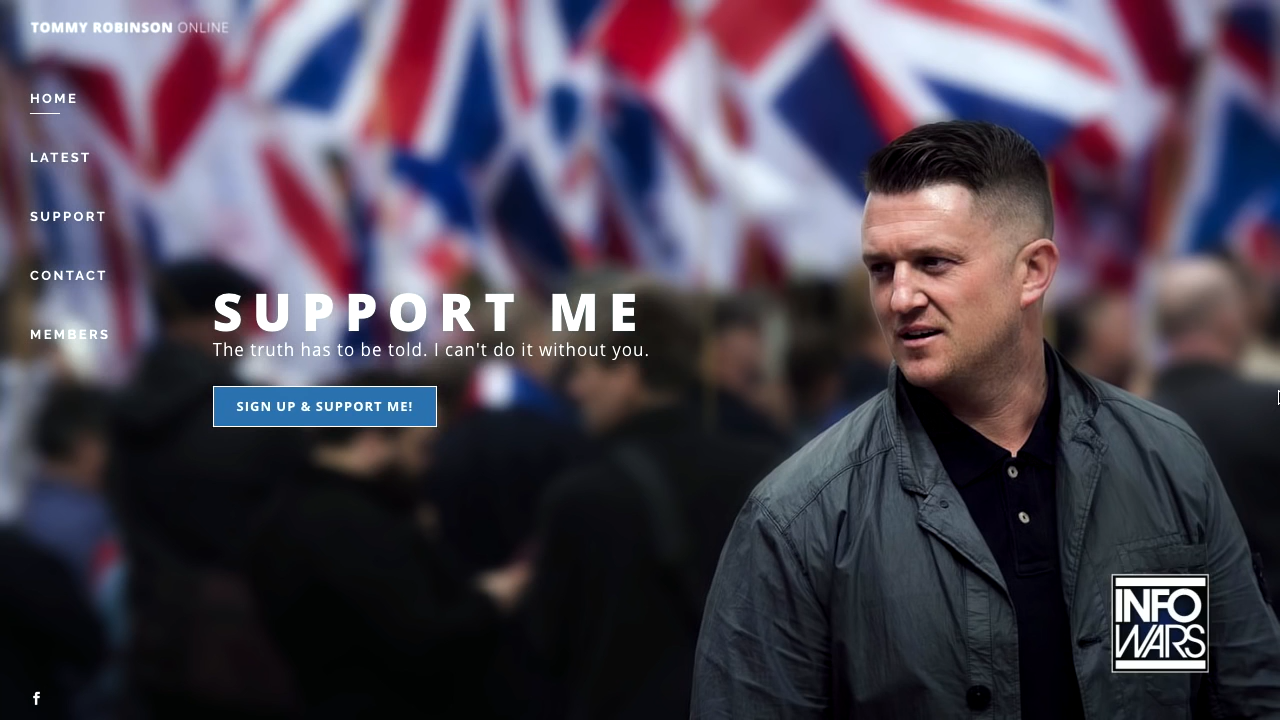 TOMMY ROBINSON ONLINE
HOME
LATEST
SUPPORT
CONTACT
MEMBERS
SUPPORT ME
The truth has to be told. I can't do it without you.
SIGN UP & SUPPORT ME!
INFO
WARS
f